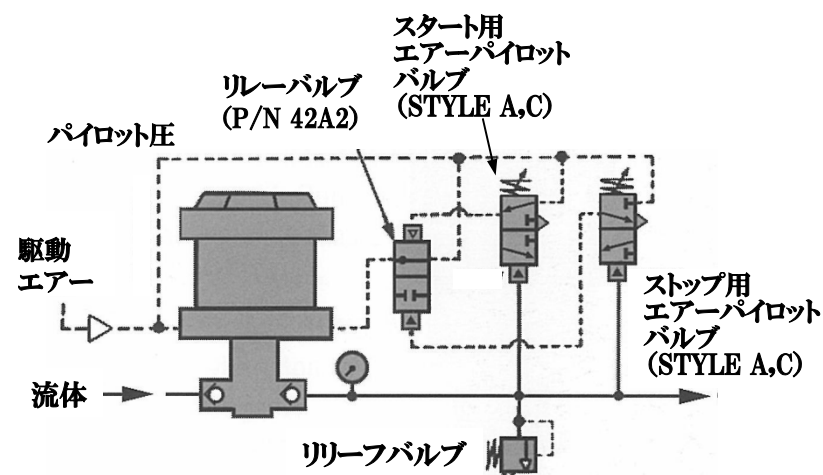 スタート用
エアーパイロット
バルブ
(STYLE A,C)
リレーバルブ
(P/N 42A2)
パイロット圧
駆動
エアー
ストップ用
エアーパイロット
バルブ
(STYLE A,C)
流体
リリーフバルブ